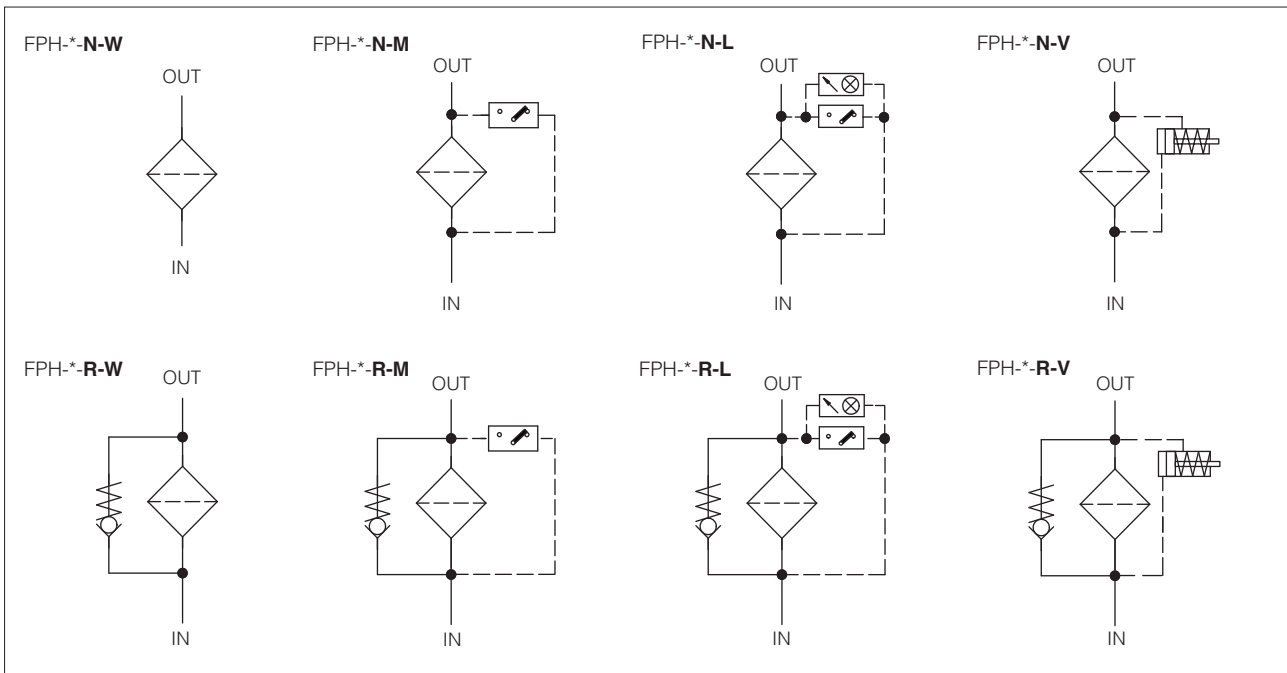 FPH-*-N-W
OUT
IN
FPH-*-N-M
OUT
IN
FPH-*-N-L
OUT
IN
FPH-*-N-V
OUT
IN
FPH-*-R-W
OUT
IN
FPH-*-R-M
OUT
IN
FPH-*-R-L
OUT
IN
FPH-*-R-V
OUT
IN